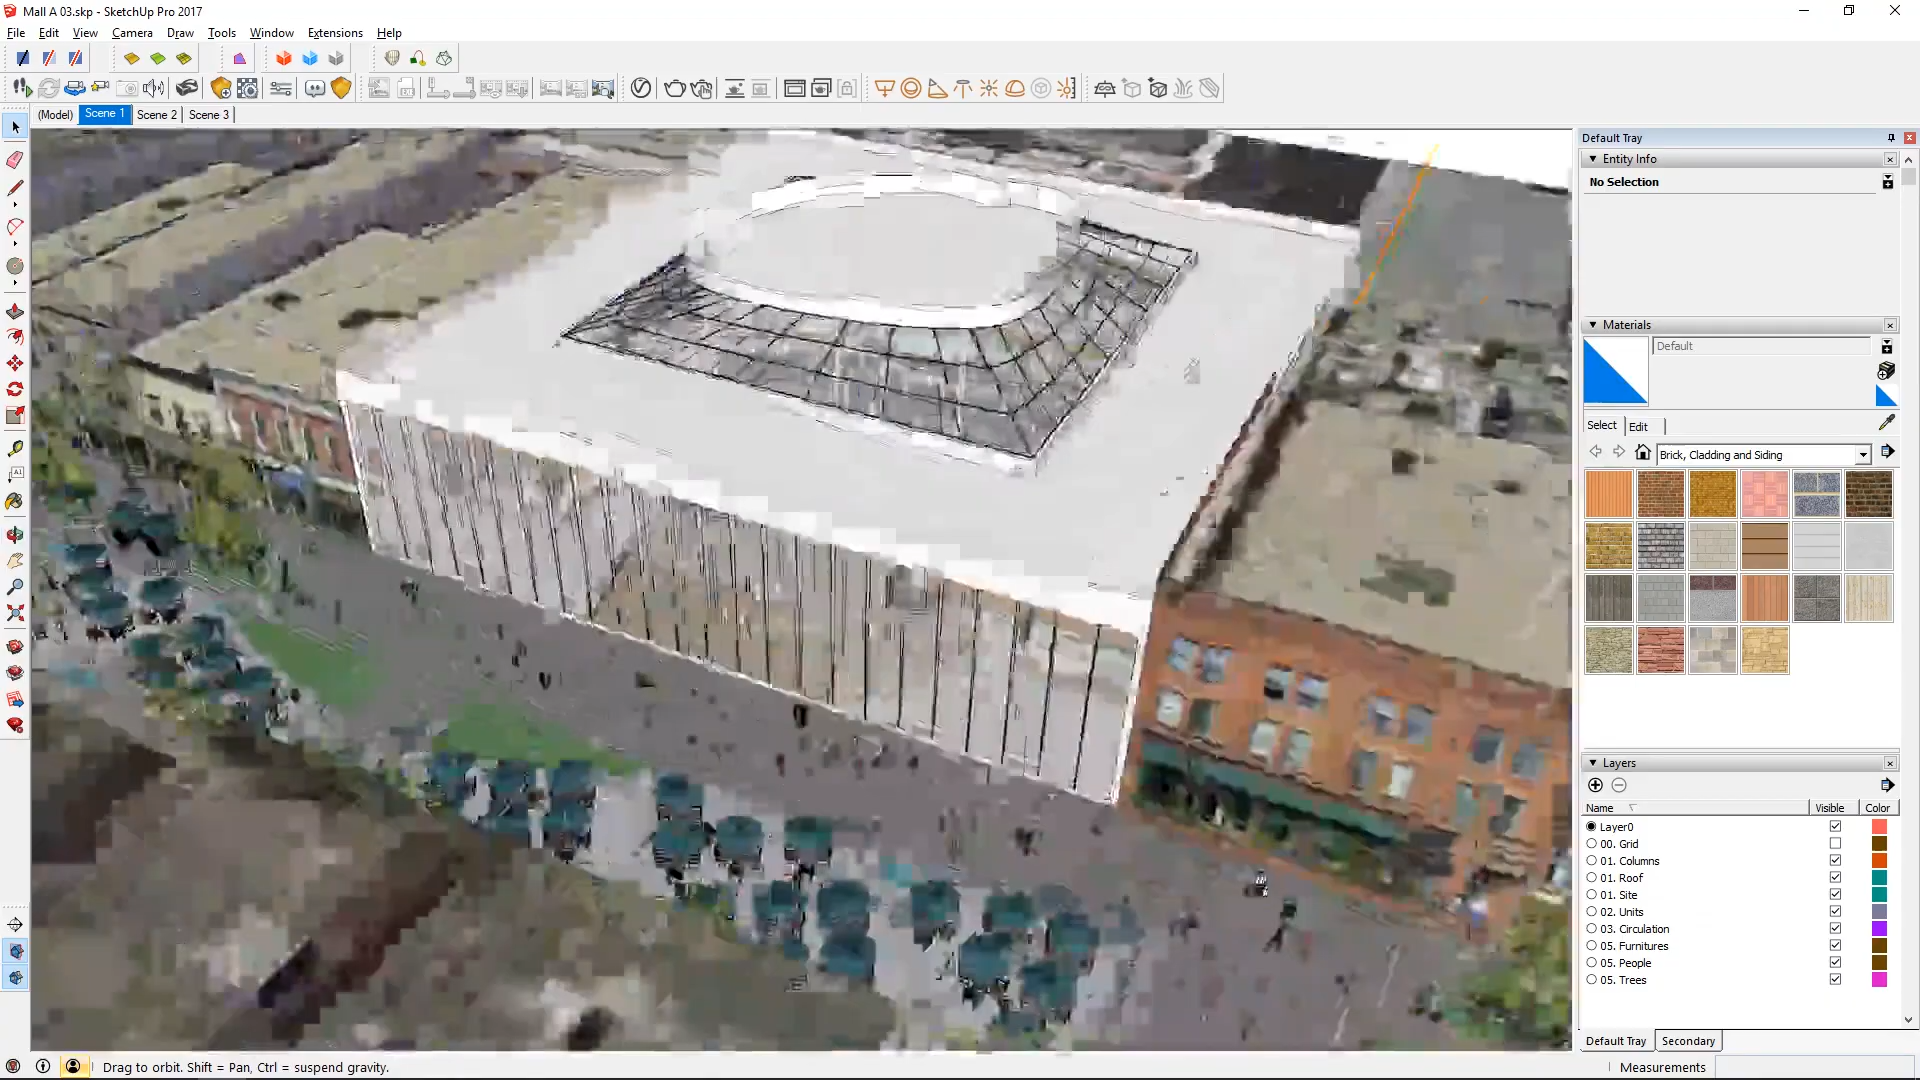 Mall A 03.skp - SketchUp Pro 2017
File Edit View Camera Draw Tools Window Extensions Help
(Model) Scene 1 Scene 2 Scene 3
Default Tray
Entity Info
No Selection
Materials
Default
Select Edit
Brick, Cladding and Siding
Layers
Name Visible Color
Layer0
00. Grid
01. Columns
01. Roof
01. Site
02. Units
03. Circulation
05. Furnitures
05. People
05. Trees
Default Tray Secondary
Drag to orbit. Shift = Pan, Ctrl = suspend gravity.
Measurements